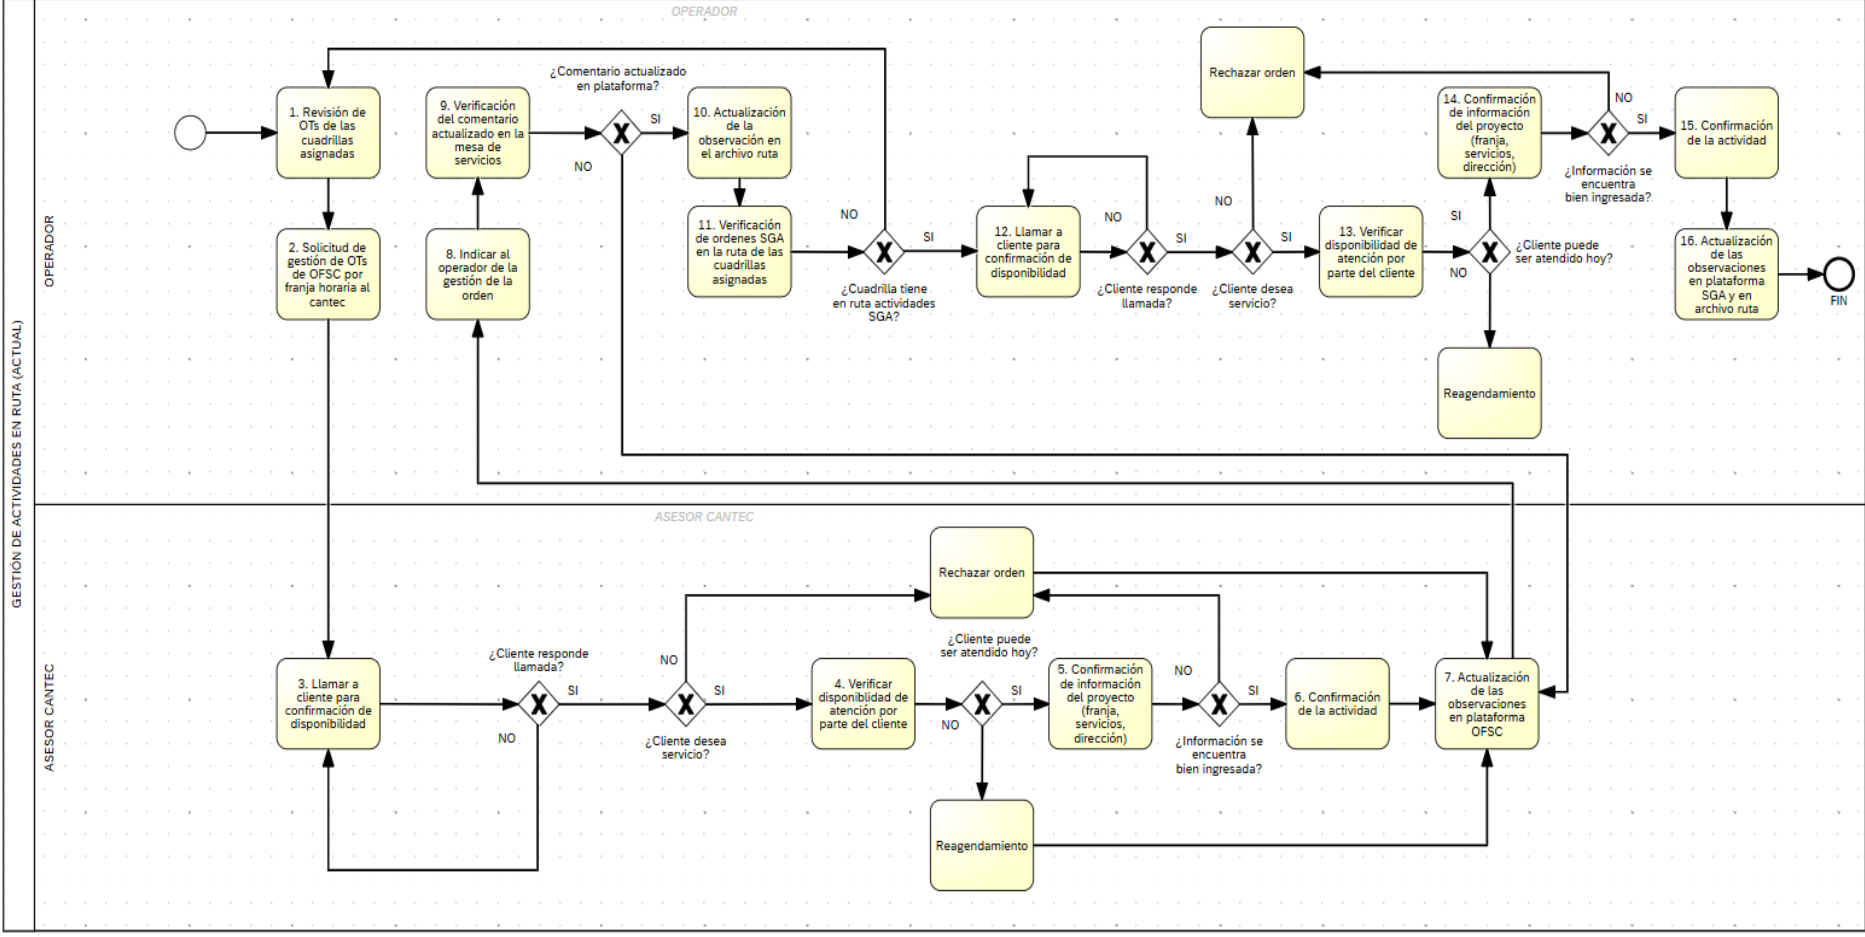 GESTIÓN DE ACTIVIDADES EN RUTA (ACTUAL)
OPERADOR
OPERADOR
1. Revisión de
OTs de las
cuadrillas
asignadas
2. Solicitud de
gestión de OTs
de OFSC por
franja horaria al
cantec
9. Verificación
del comentario
actualizado en la
mesa de
servicios
8. Indicar al
operador de la
gestión de la
orden
¿Comentario actualizado
en plataforma?
SI
NO
10. Actualización
de la
observación en
el archivo ruta
11. Verificación
de ordenes SGA
en la ruta de las
cuadrillas
asignadas
NO
SI
¿Cuadrilla tiene
en ruta actividades
SGA?
12. Llamar a
cliente para
confirmación de
disponibilidad
NO
SI
¿Cliente responde
llamada?
Rechazar orden
NO
SI
¿Cliente desea
servicio?
13. Verificar
disponibilidad de
atención por
parte del cliente
SI
NO
¿Cliente puede
ser atendido hoy?
Reagendamiento
14. Confirmación
de información
del proyecto
(franja,
servicios,
dirección)
NO
SI
¿Información se
encuentra
bien ingresada?
15. Confirmación
de la actividad
16. Actualización
de las
observaciones
en plataforma
SGA y en
archivo ruta
FIN
ASESOR CANTEC
ASESOR CANTEC
3. Llamar a
cliente para
confirmación de
disponibilidad
¿Cliente responde
llamada?
SI
NO
NO
SI
¿Cliente desea
servicio?
Rechazar orden
4. Verificar
disponiblidad de
atención por
parte del cliente
¿Cliente puede
ser atendido hoy?
SI
NO
Reagendamiento
5. Confirmación
de información
del proyecto
(franja,
servicios,
dirección)
NO
SI
¿Información se
encuentra
bien ingresada?
6. Confirmación
de la actividad
7. Actualización
de las
observaciones
en plataforma
OFSC